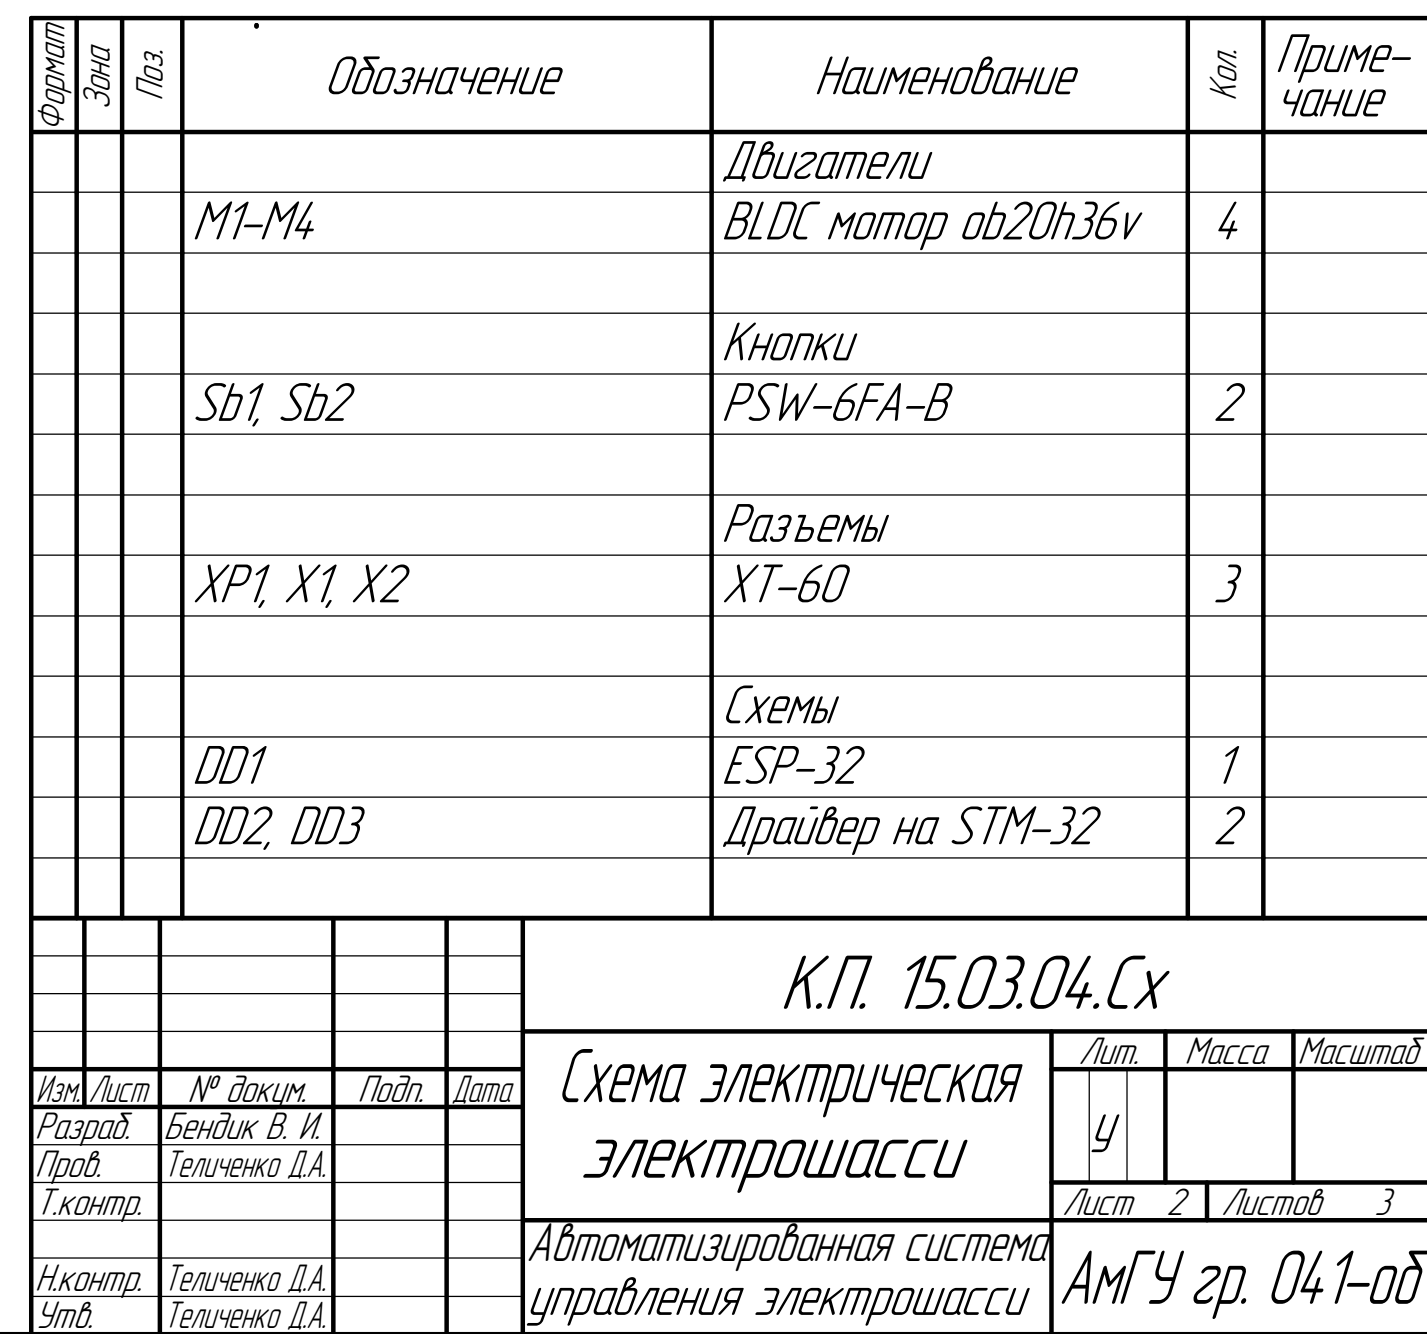 Формат Зона Поз. Обозначение Наименование Кол. Приме-
чание
Двигатели
M1-M4 BLDC мотор ob20h36v 4
Кнопки
Sb1, Sb2 PSW-6FA-B 2
Разъемы
XP1, X1, X2 XT-60 3
Схемы
DD1 ESP-32 1
DD2, DD3 Драйвер на STM-32 2
К.П. 15.03.04.Сх
Изм. Лист № докум. Подп. Дата
Разраб. Бендик В. И.
Пров. Теличенко Д.А.
Т.контр.
Н.контр. Теличенко Д.А.
Утв. Теличенко Д.А.
Схема электрическая
электрошасси
Лит. Масса Масштаб
у
Лист 2 Листов 3
Автоматизированная система
управления электрошасси
АмГУ гр. 041-об